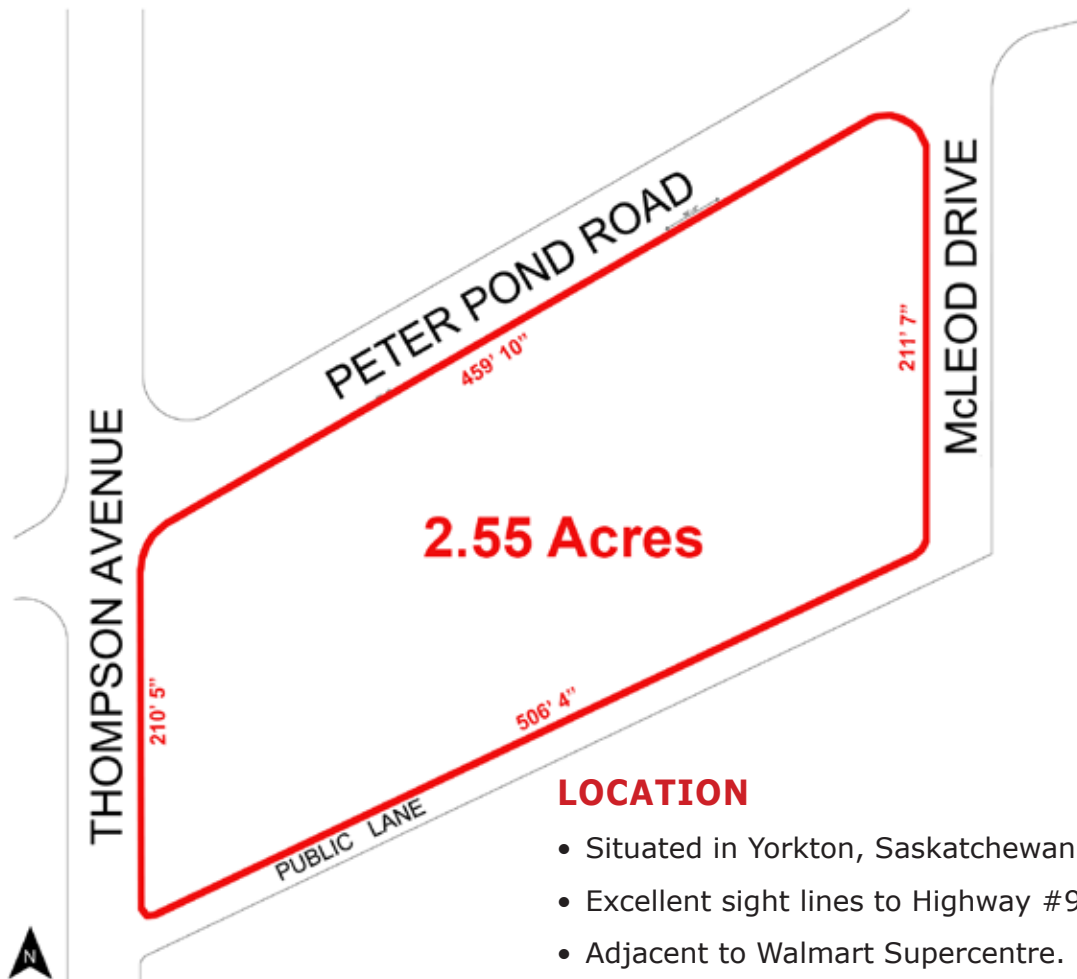 PETER POND ROAD
459' 10"
McLEOD DRIVE
211' 7"
THOMPSON AVENUE
2.55 Acres
210' 5"
506' 4"
PUBLIC LANE
LOCATION
• Situated in Yorkton, Saskatchewan
• Excellent sight lines to Highway #9
• Adjacent to Walmart Supercentre.
N